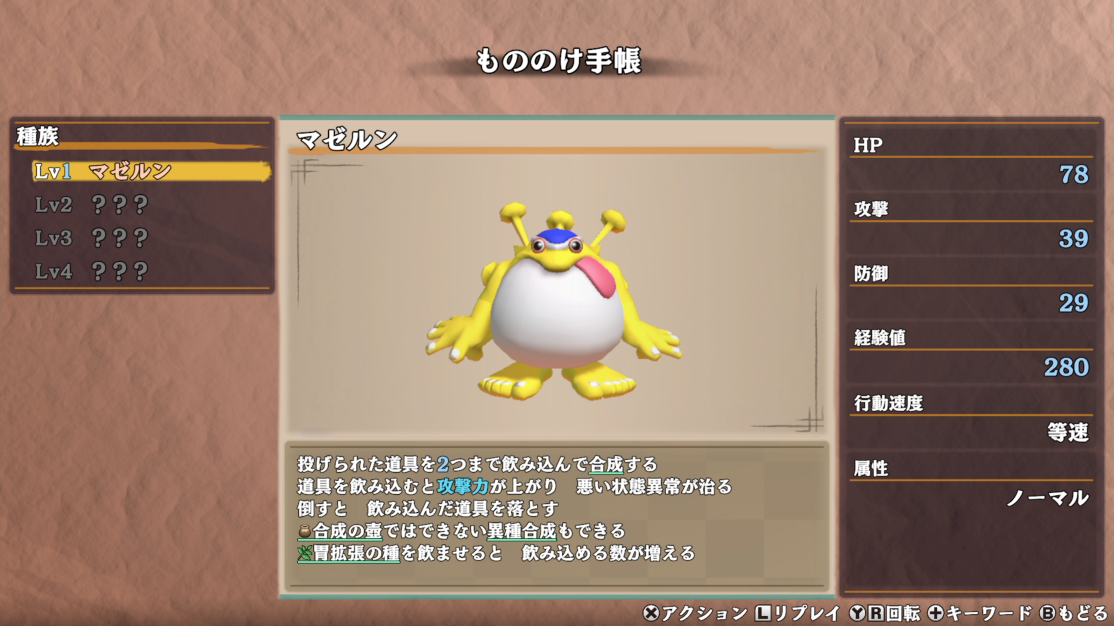 もののけ手帳
種族
Lv1 マゼルン
Lv2 ？？？
Lv3 ？？？
Lv4 ？？？
マゼルン
投げられた道具を2つまで飲み込んで合成する
道具を飲み込むと攻撃力が上がり 悪い状態異常が治る
倒すと 飲み込んだ道具を落とす
合成の壺ではできない異種合成もできる
胃拡張の種を飲ませると 飲み込める数が増える
HP
78
攻撃
39
防御
29
経験値
280
行動速度
等速
属性
ノーマル
Xアクション Lリプレイ YR回転 +キーワード Bもどる